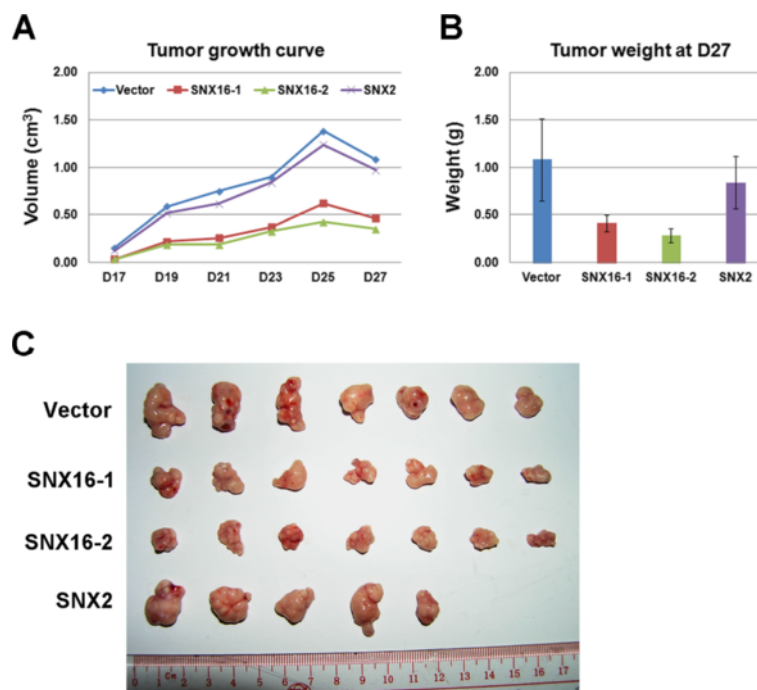 A
Tumor growth curve
Volume (cm³)
2.00
1.50
1.00
0.50
0.00
Vector SNX16-1 SNX16-2 SNX2
D17 D19 D21 D23 D25 D27
B
Tumor weight at D27
Weight (g)
2.00
1.50
1.00
0.50
0.00
Vector SNX16-1 SNX16-2 SNX2
C
Vector
SNX16-1
SNX16-2
SNX2
0 1 Cm 2 3 4 5 6 7 8 9 10 11 12 13 14 15 16 17